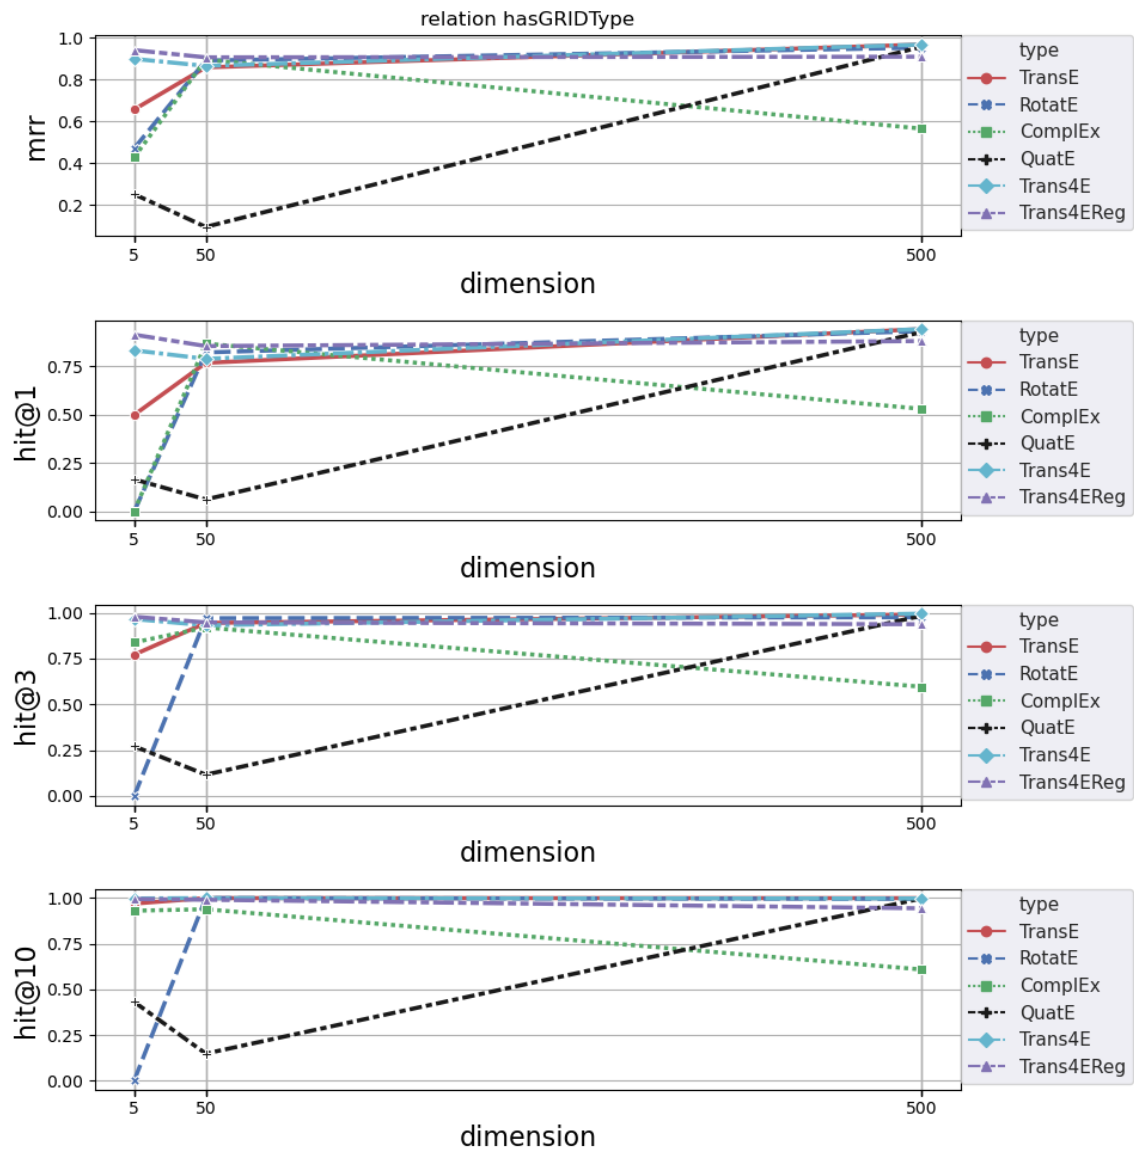 relation hasGRIDType
1.0
0.8
0.6
0.4
0.2
mrr
5
50
500
dimension
type
TransE
RotatE
ComplEx
QuatE
Trans4E
Trans4EReg
0.75
0.50
0.25
0.00
hit@1
5
50
500
dimension
type
TransE
RotatE
ComplEx
QuatE
Trans4E
Trans4EReg
1.00
0.75
0.50
0.25
0.00
hit@3
5
50
500
dimension
type
TransE
RotatE
ComplEx
QuatE
Trans4E
Trans4EReg
1.00
0.75
0.50
0.25
0.00
hit@10
5
50
500
dimension
type
TransE
RotatE
ComplEx
QuatE
Trans4E
Trans4EReg